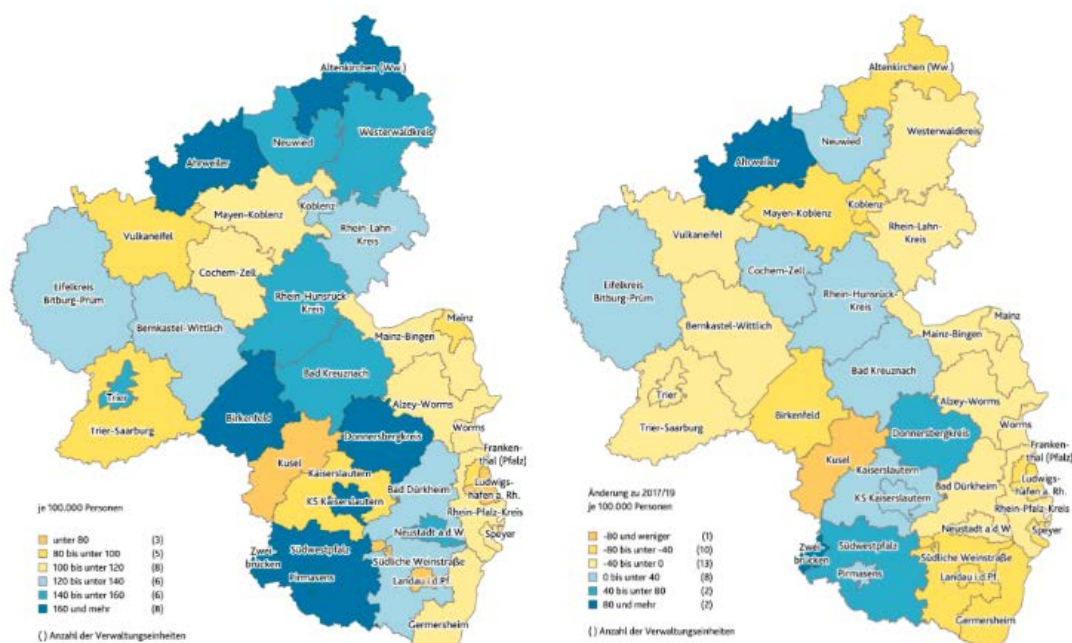 Altenkirchen (Ww.)
Neuwied
Westerwaldkreis
Ahrweiler
Mayen-Koblenz
Koblenz
Rhein-Lahn-
Kreis
Vulkaneifel
Cochem-Zell
Eifelkreis
Bitburg-Prüm
Rhein-Hunsrück-
Kreis
Bernkastel-Wittlich
Mainz
Mainz-Bingen
Bad Kreuznach
Trier
Birkenfeld
Alzey-Worms
Trier-Saarburg
Worms
Donnersbergkreis
Kusel
Frankenthal (Pfalz)
Kaiserslautern
Ludwigshafen a. Rh.
Bad Dürkheim
KS Kaiserslautern
Rhein-Pfalz-Kreis
Neustadt a.d.W.
Speyer
Zweibrücken
Südwestpfalz
Südliche Weinstraße
Pirmasens
Landau i.d.Pf.
Germersheim
je 100.000 Personen
unter 80 (3)
80 bis unter 100 (5)
100 bis unter 120 (8)
120 bis unter 140 (6)
140 bis unter 160 (6)
160 und mehr (8)
( ) Anzahl der Verwaltungseinheiten
Altenkirchen (Ww.)
Neuwied
Westerwaldkreis
Ahrweiler
Mayen-Koblenz
Koblenz
Rhein-Lahn-
Kreis
Vulkaneifel
Cochem-Zell
Eifelkreis
Bitburg-Prüm
Rhein-Hunsrück-
Kreis
Bernkastel-Wittlich
Mainz
Mainz-Bingen
Bad Kreuznach
Trier
Birkenfeld
Alzey-Worms
Trier-Saarburg
Worms
Donnersbergkreis
Kusel
Franken-
thal (Pfalz)
Kaiserslautern
Ludwigs-
hafen a. Rh.
KS Kaiserslautern
Bad Dürkheim
Rhein-Pfalz-Kreis
Neustadt a.d.W.
Speyer
Zwei-
brücken
Südwestpfalz
Südliche Weinstraße
Pirmasens
Landau i.d.Pf.
Germersheim
Änderung zu 2017/19
je 100.000 Personen
-80 und weniger (1)
-80 bis unter -40 (10)
-40 bis unter 0 (13)
0 bis unter 40 (8)
40 bis unter 80 (2)
80 und mehr (2)
( ) Anzahl der Verwaltungseinheiten